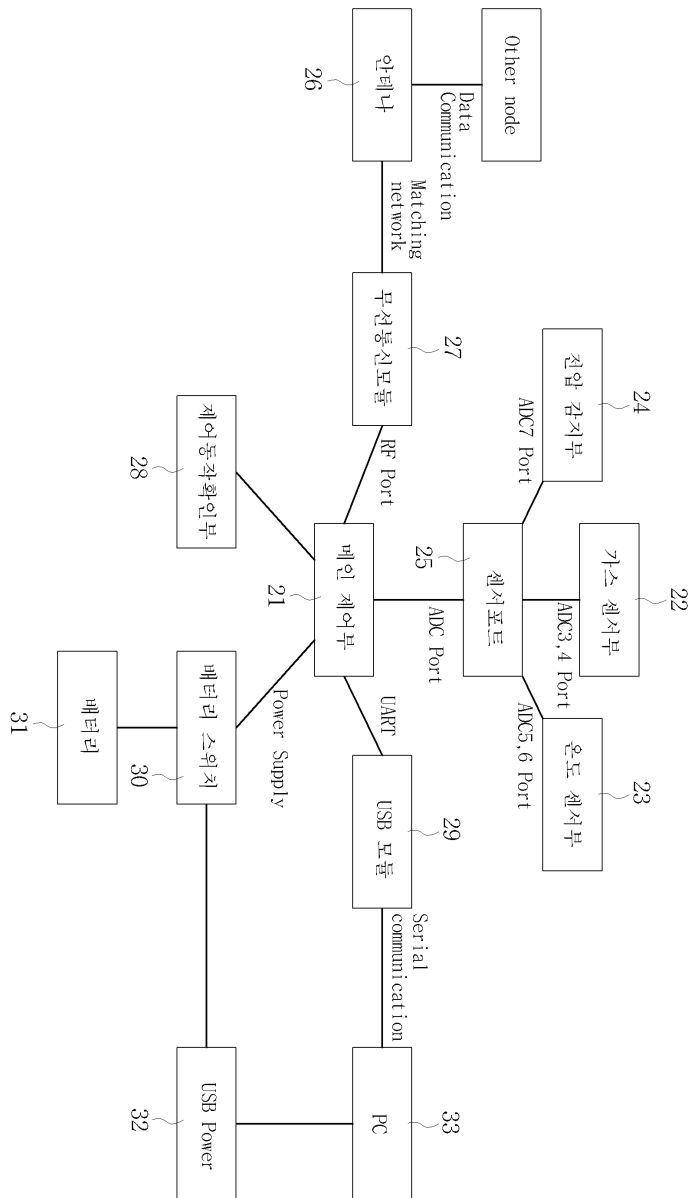 22
24
23
가스 센서부
전압 감지부
온도 센서부
ADC3,4 Port
ADC7 Port
ADC5,6 Port
Other node
센서포트
25
Data
Communication
ADC Port
27
29
33
Matching
network
Serial
communication
안테나
무선통신모듈
USB 모듈
PC
RF Port
UART
메인 제어부
26
21
Power Supply
제어동작확인부
배터리 스위치
USB Power
28
30
32
배터리
31